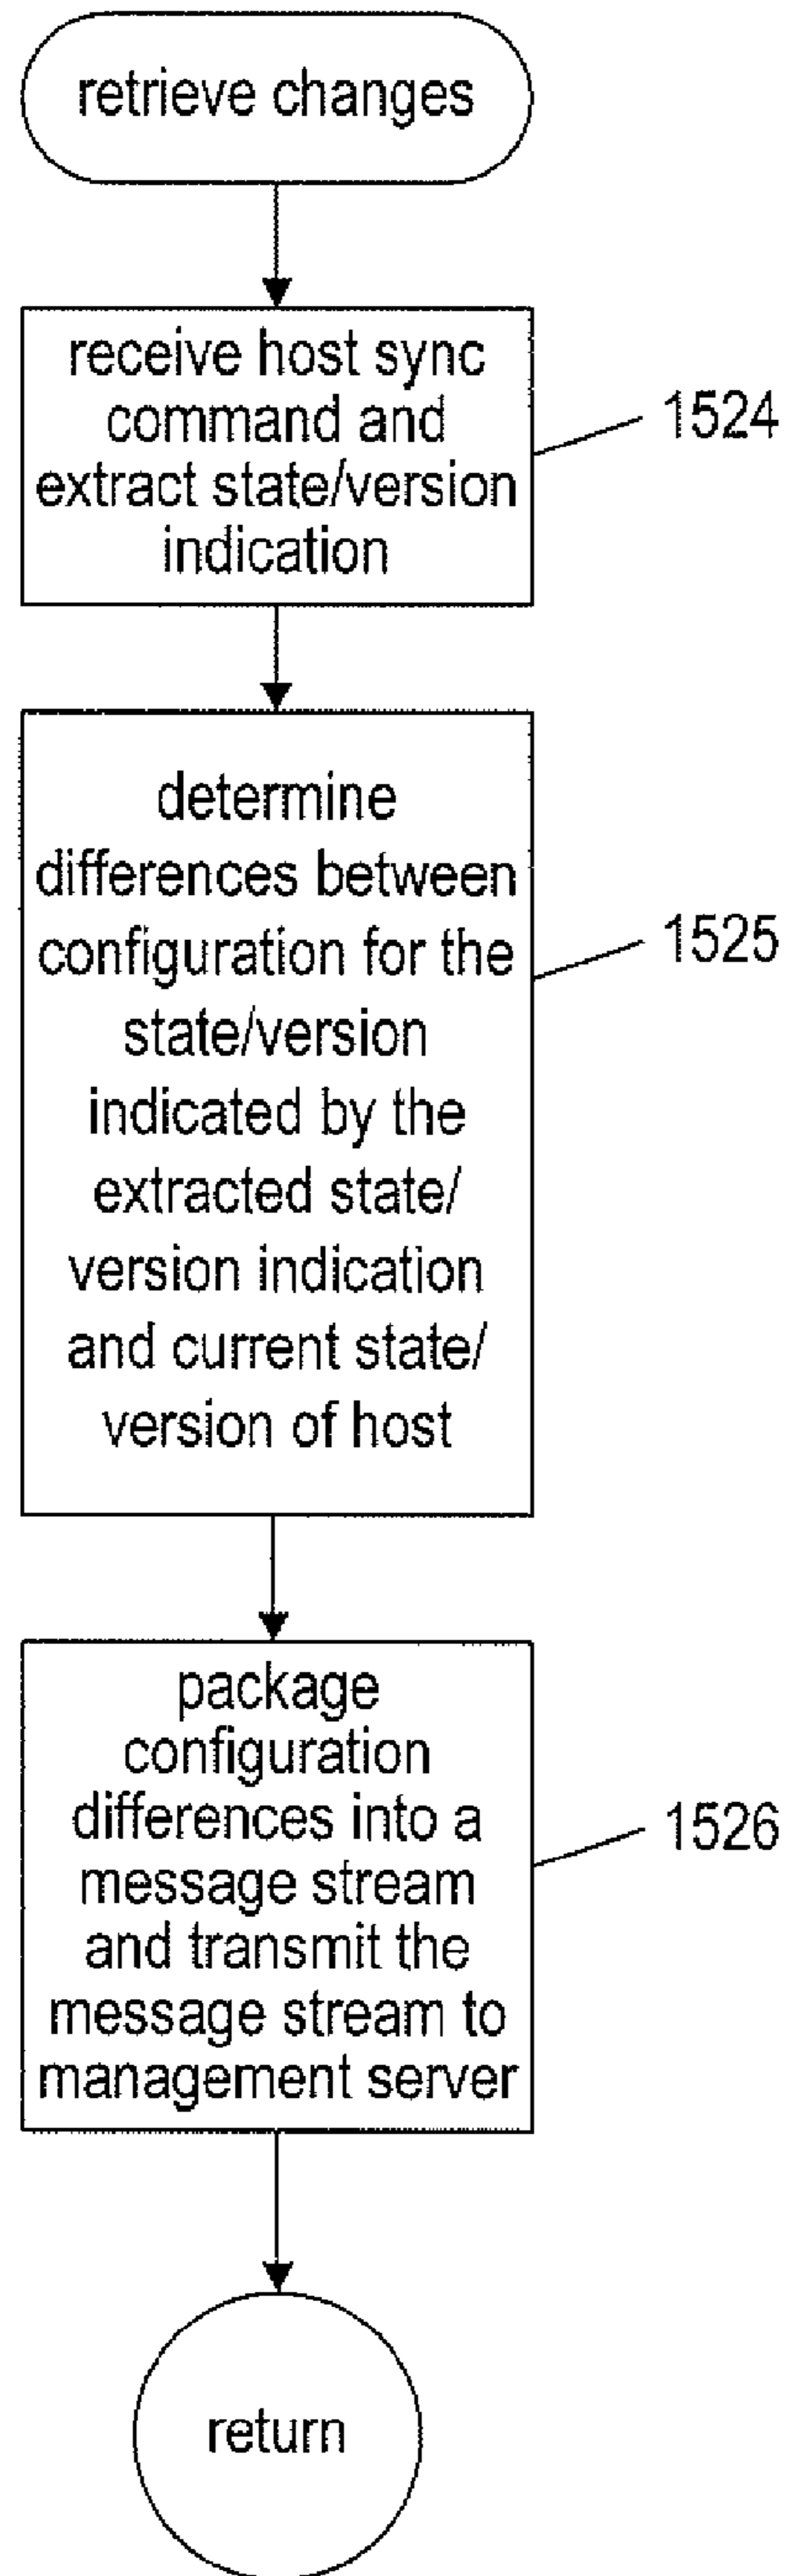 retrieve changes
receive host sync
command and
extract state/version
indication
1524
determine
differences between
configuration for the
state/version
indicated by the
extracted state/
version indication
and current state/
version of host
1525
package
configuration
differences into a
message stream
and transmit the
message stream to
management server
1526
return